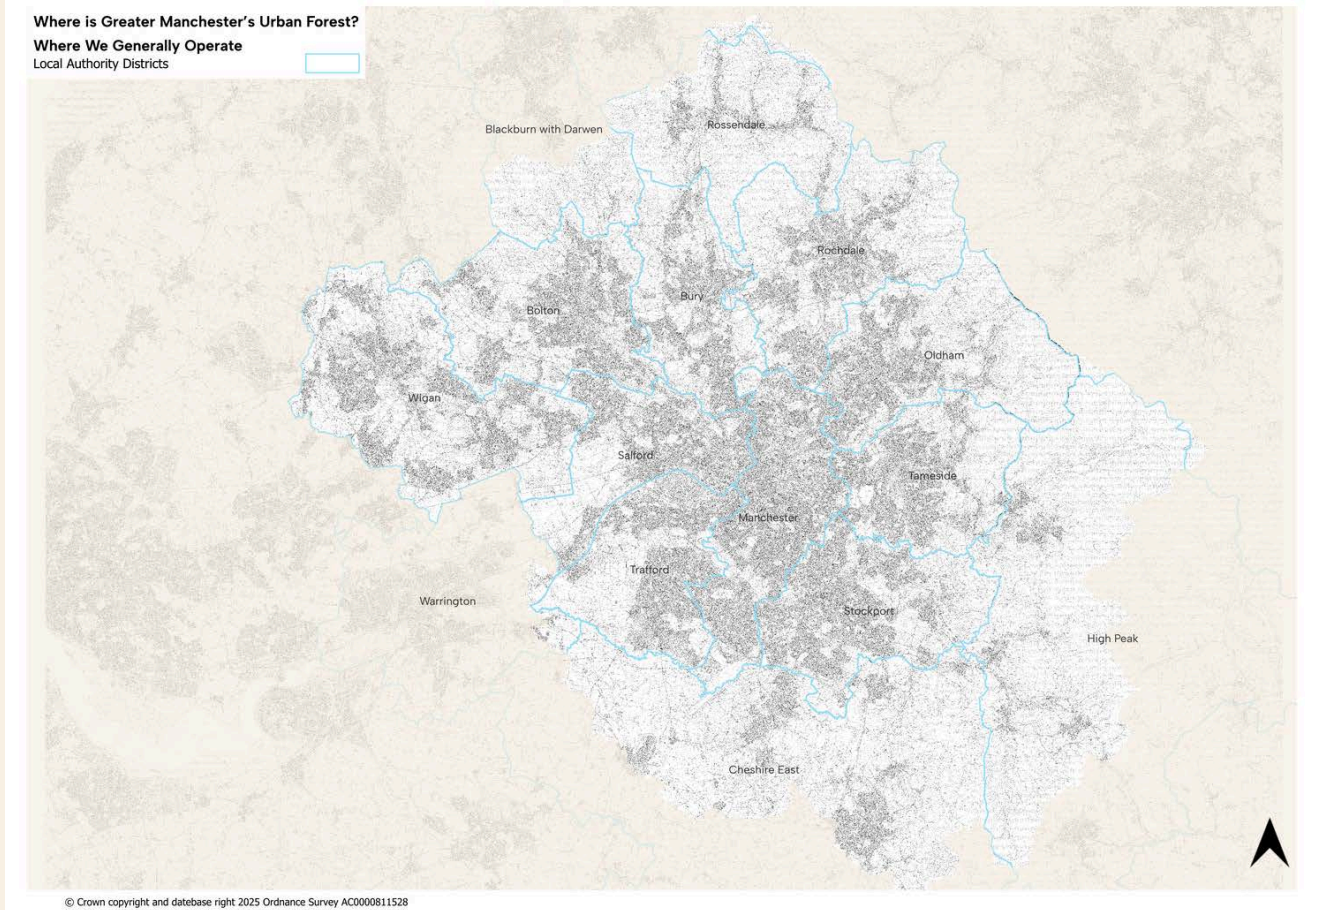 Where is Greater Manchester's Urban Forest?
Where We Generally Operate
Local Authority Districts
Rossendale
Blackburn with Darwen
Rochdale
Bury
Bolton
Oldham
Wigan
Salford
Tameside
Manchester
Trafford
Warrington
Stockport
High Peak
Cheshire East
© Crown copyright and datebase right 2025 Ordnance Survey AC0000811528